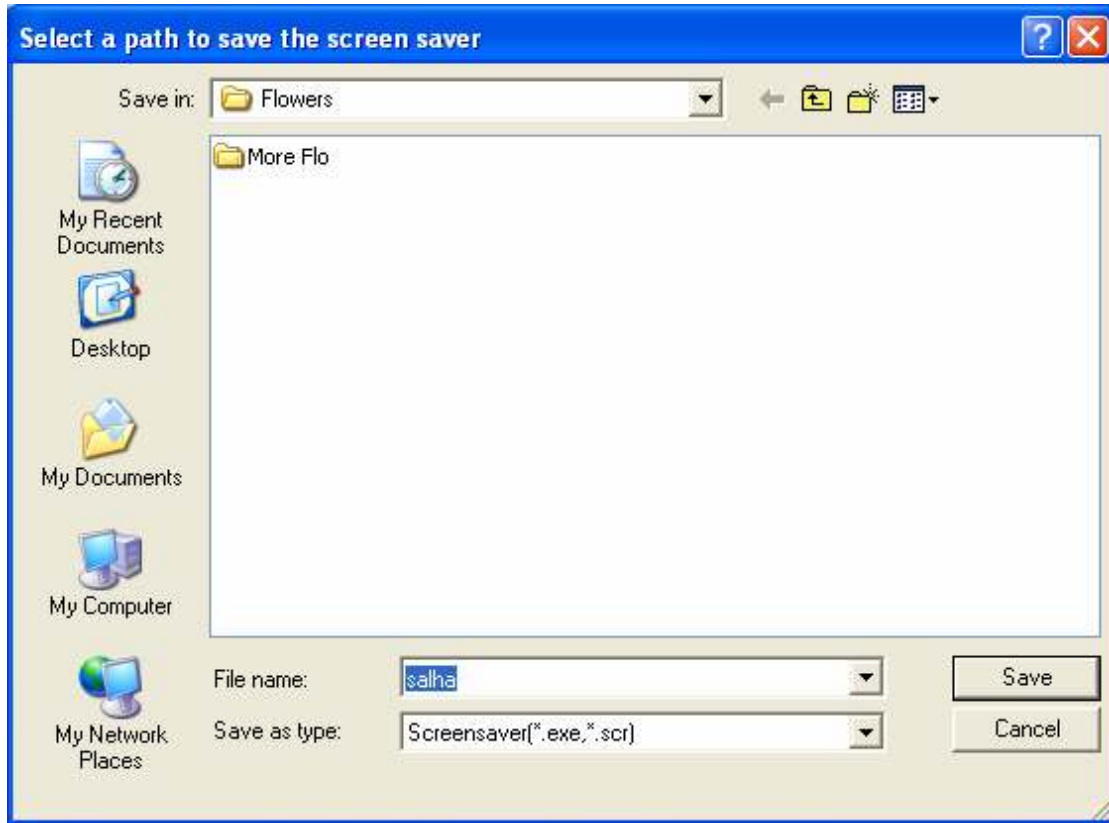 Select a path to save the screen saver
Save in:
Flowers
More Flo
My Recent
Documents
Desktop
My Documents
My Computer
My Network
Places
File name:
salha
Save
Save as type:
Screensaver(*.exe,*.scr)
Cancel